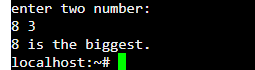 enter two number:
8 3
8 is the biggest.
localhost:~#